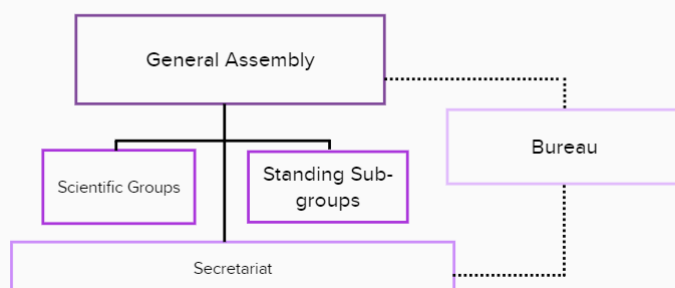 General Assembly
Bureau
Scientific Groups
Standing Sub-
groups
Secretariat